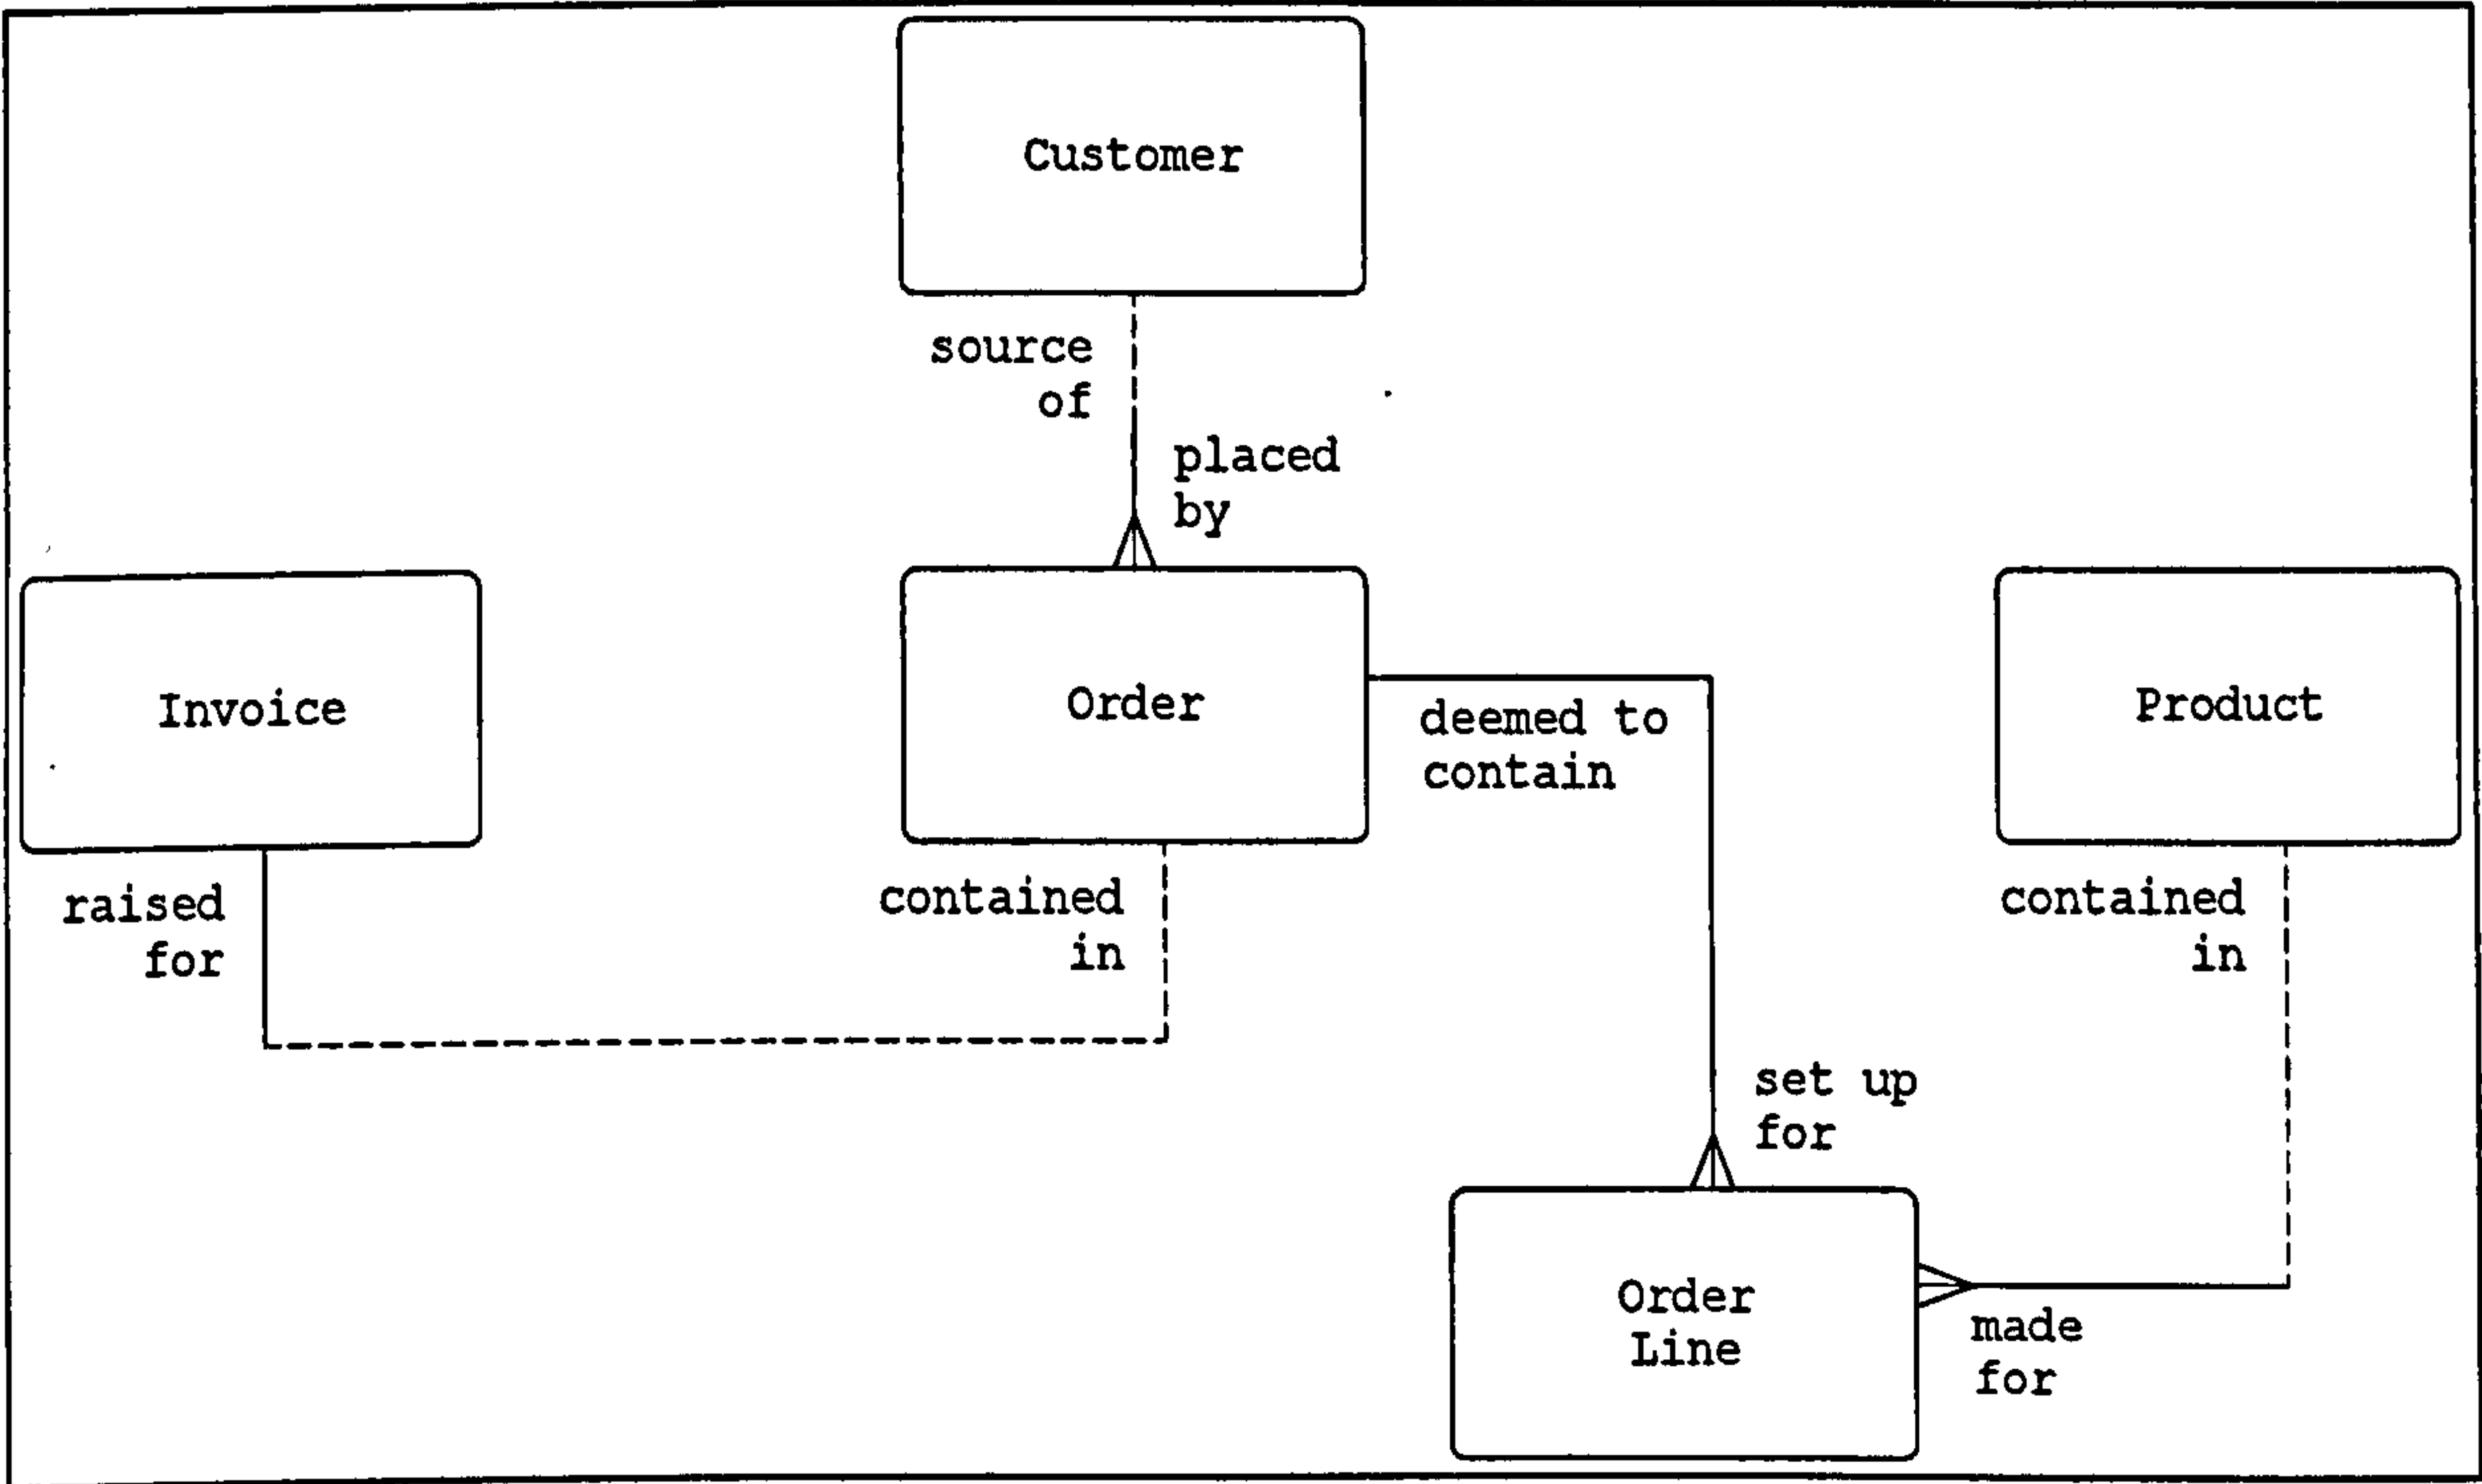 Customer
source
of
placed
by
Invoice
Order
Product
deemed to
contain
raised
for
contained
in
contained
in
set up
for
Order
Line
made
for